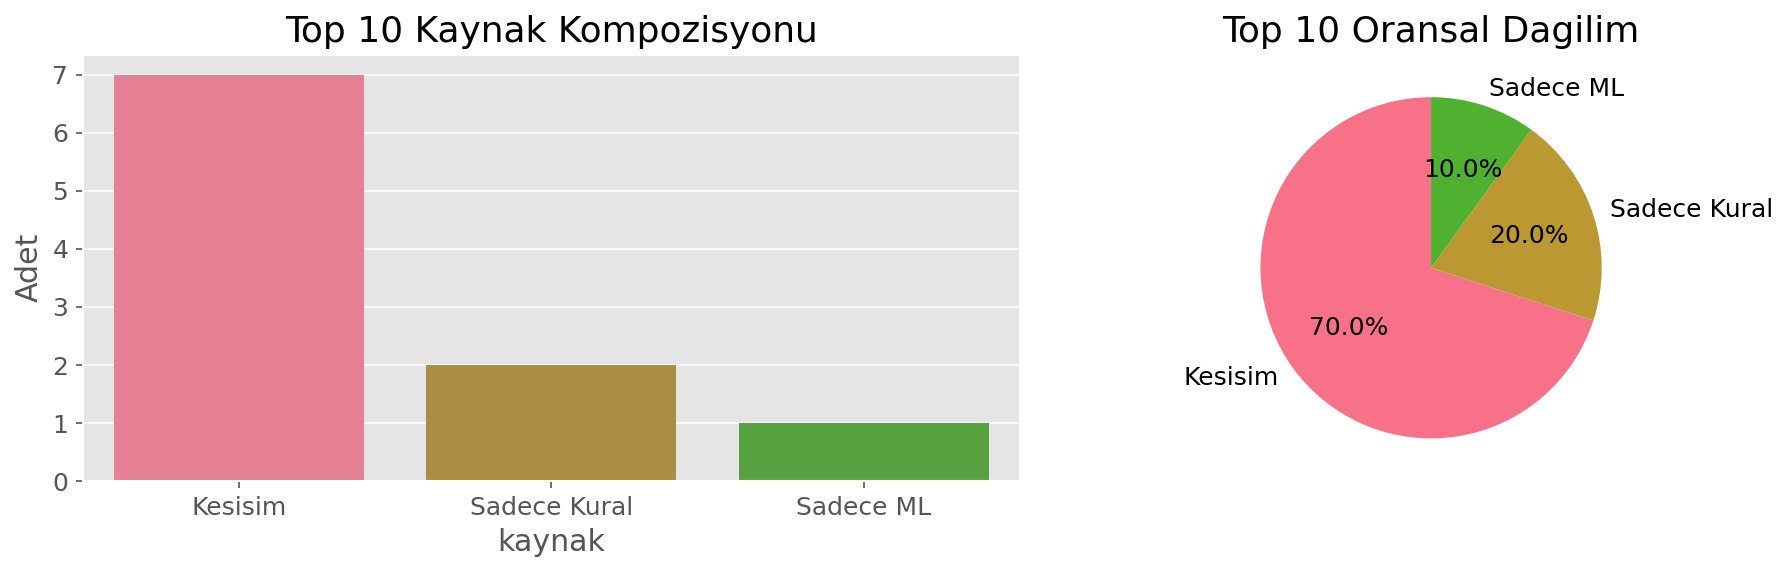 Top 10 Kaynak Kompozisyonu
Adet
7
6
5
4
3
2
1
0
Kesisim
Sadece Kural
Sadece ML
kaynak
Top 10 Oransal Dagilim
Sadece ML
10.0%
Sadece Kural
20.0%
70.0%
Kesisim